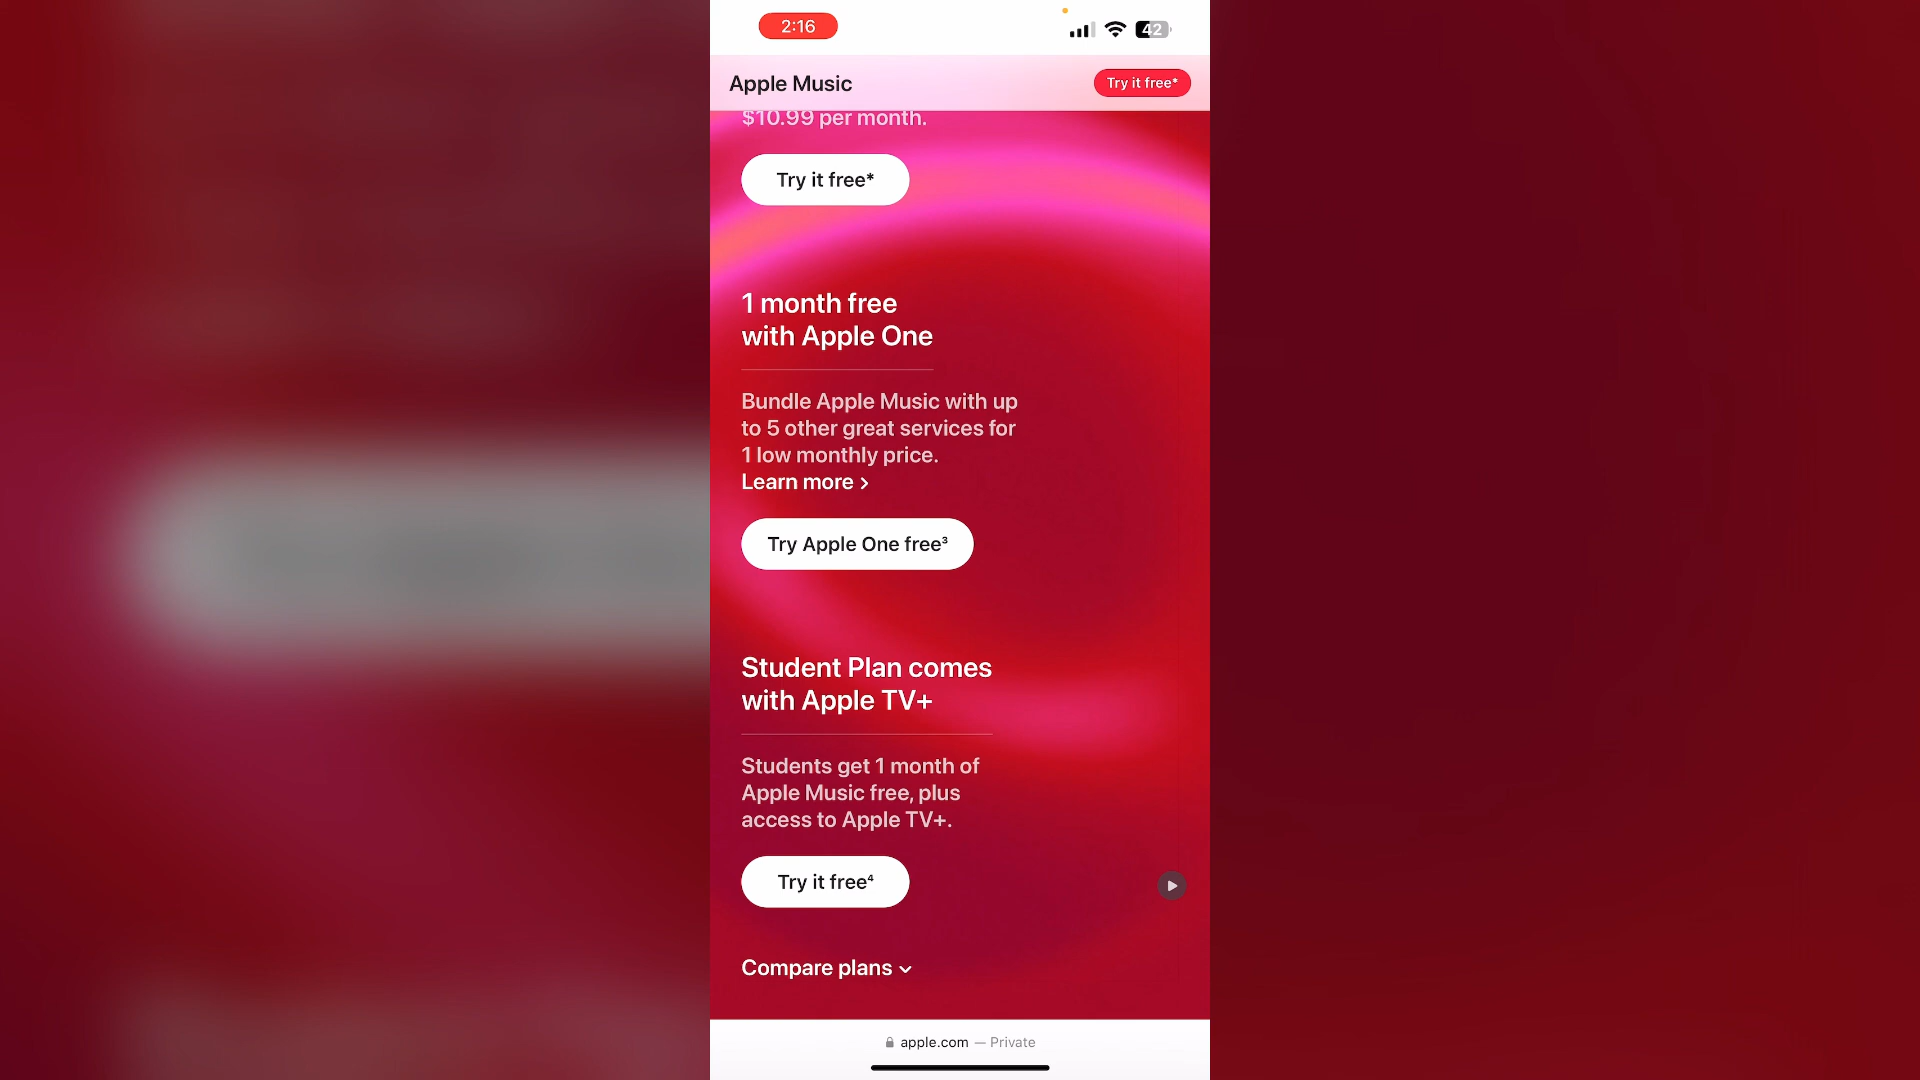 2:16
42
Apple Music
Try it free*
$10.99 per month.
Try it free*
1 month free
with Apple One
Bundle Apple Music with up
to 5 other great services for
1 low monthly price.
Learn more >
Try Apple One free³
Student Plan comes
with Apple TV+
Students get 1 month of
Apple Music free, plus
access to Apple TV+.
Try it free⁴
Compare plans
apple.com — Private